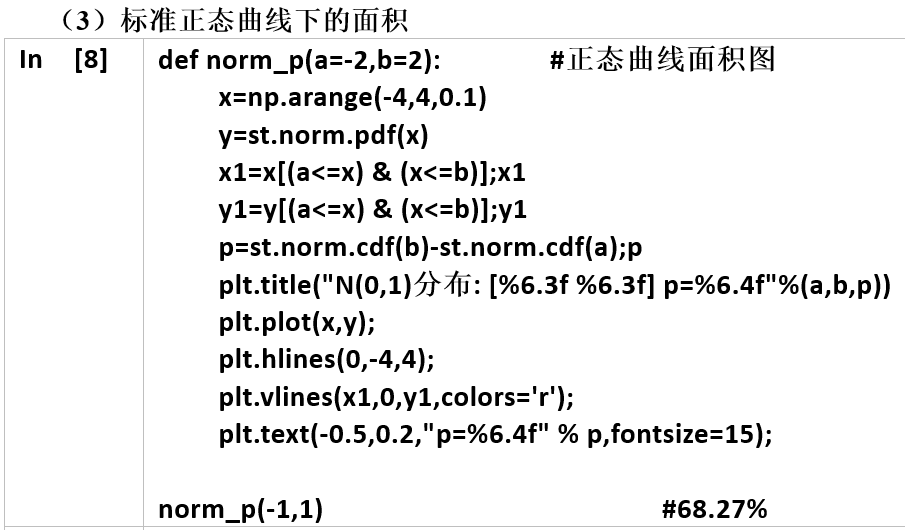 （3）标准正态曲线下的面积
In [8] def norm_p(a=-2,b=2): #正态曲线面积图
x=np.arange(-4,4,0.1)
y=st.norm.pdf(x)
x1=x[(a<=x) & (x<=b)];x1
y1=y[(a<=x) & (x<=b)];y1
p=st.norm.cdf(b)-st.norm.cdf(a);p
plt.title("N(0,1)分布: [%6.3f %6.3f] p=%6.4f"%(a,b,p))
plt.plot(x,y);
plt.hlines(0,-4,4);
plt.vlines(x1,0,y1,colors='r');
plt.text(-0.5,0.2,"p=%6.4f" % p,fontsize=15);
norm_p(-1,1) #68.27%